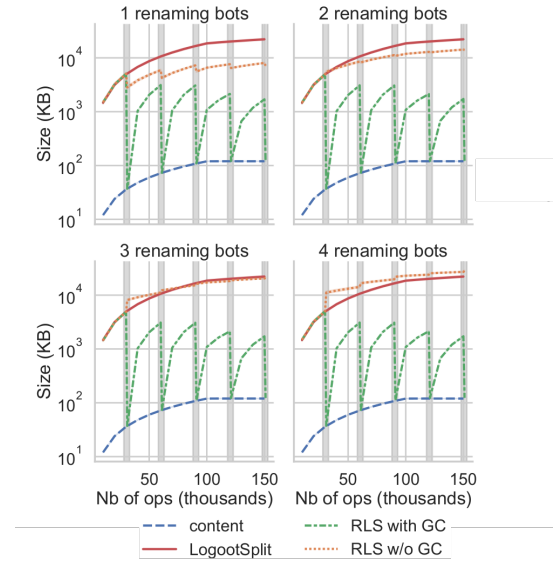 1 renaming bots 2 renaming bots
Size (KB)
10^4
10^3
10^2
10^1
3 renaming bots 4 renaming bots
Size (KB)
10^4
10^3
10^2
10^1
50 100 150 50 100 150
Nb of ops (thousands) Nb of ops (thousands)
content RLS with GC
LogootSplit RLS w/o GC